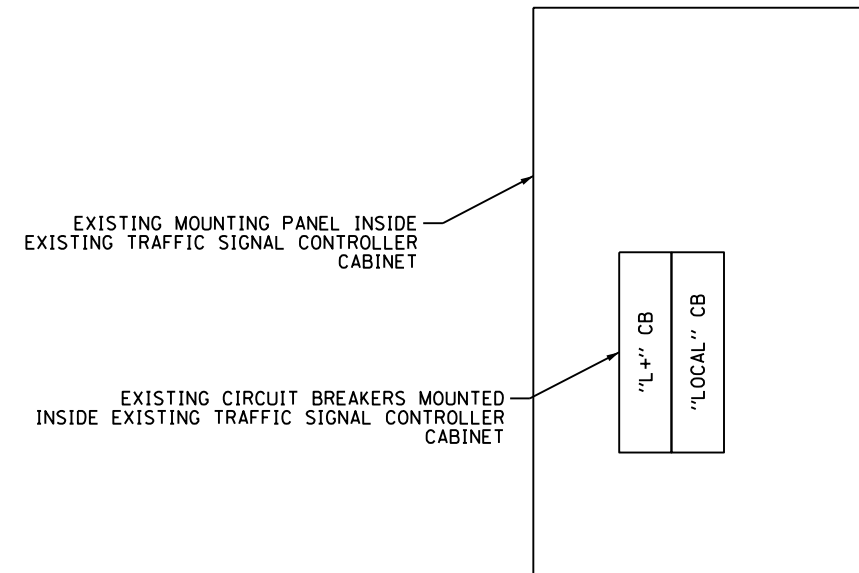 EXISTING MOUNTING PANEL INSIDE
EXISTING TRAFFIC SIGNAL CONTROLLER
CABINET
EXISTING CIRCUIT BREAKERS MOUNTED
INSIDE EXISTING TRAFFIC SIGNAL CONTROLLER
CABINET
"L+" CB
"LOCAL" CB